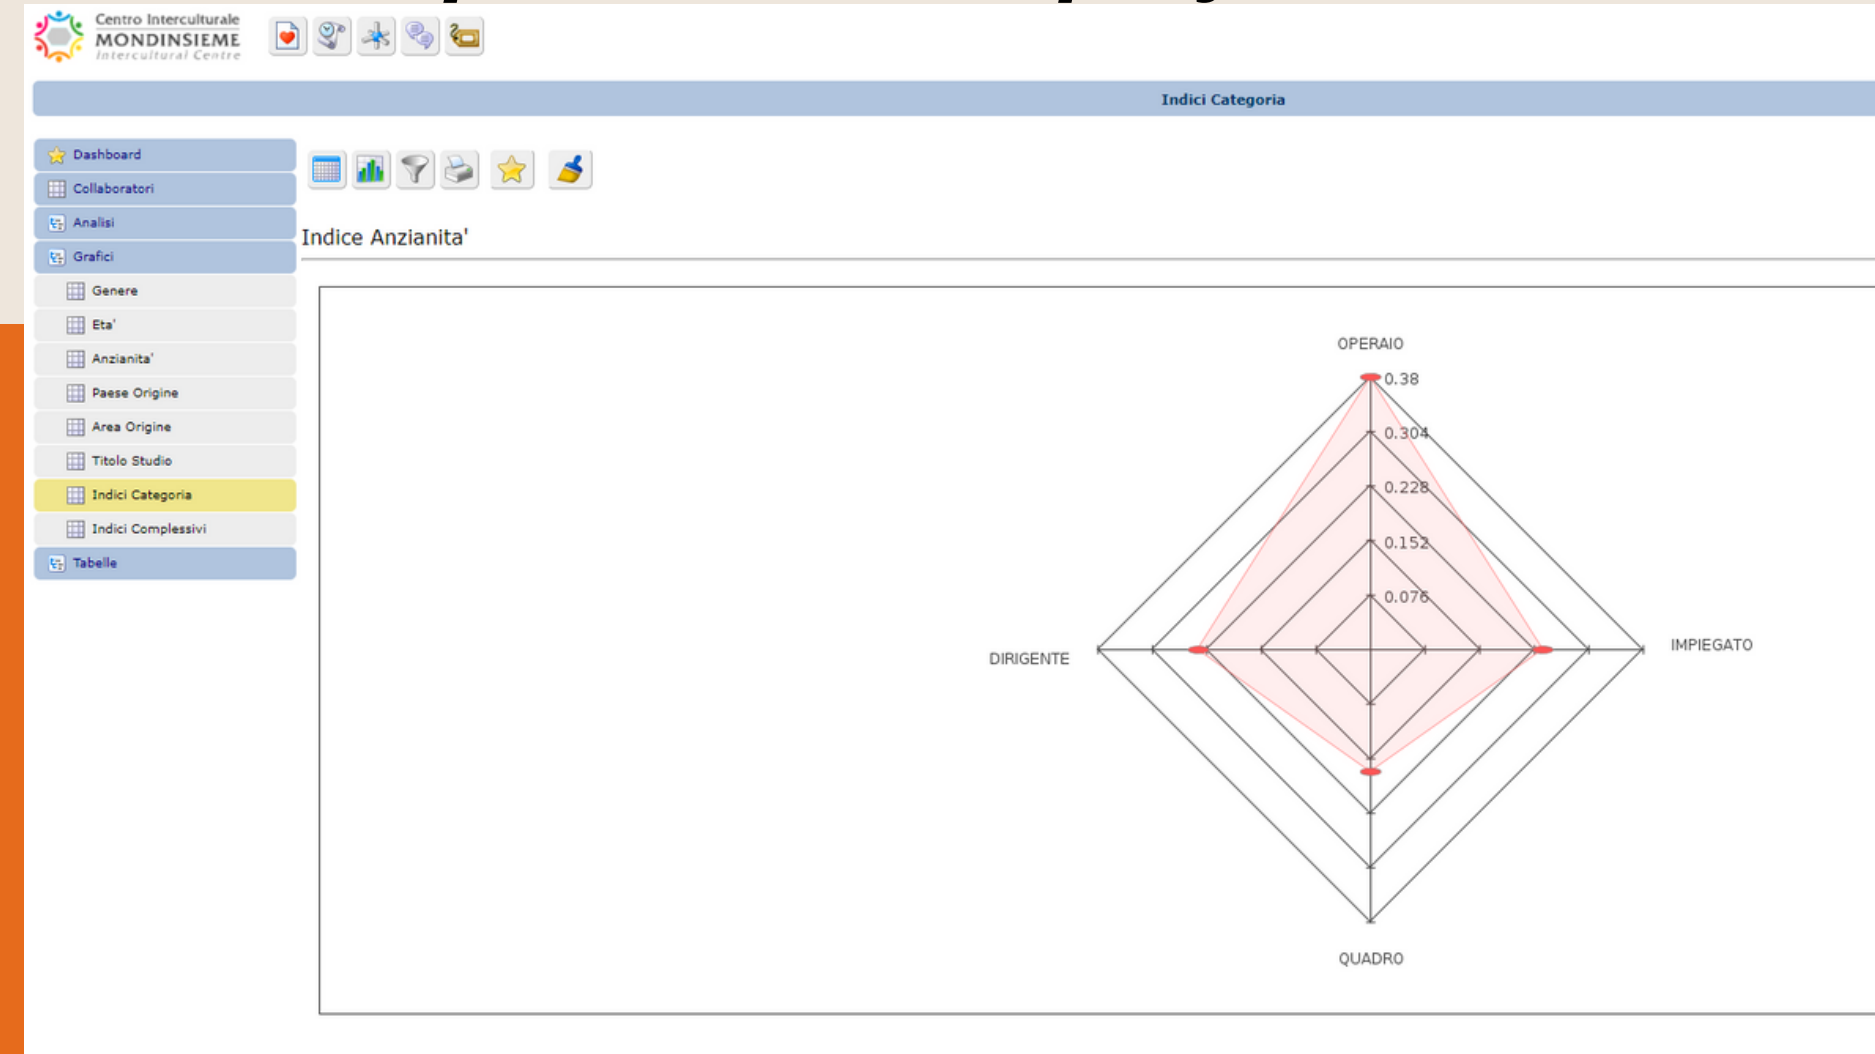 Centro Interculturale
MONDINSIEME
Intercultural Centre
Indici Categoria
Dashboard
Collaboratori
Analisi
Grafici
Genere
Eta'
Anzianita'
Paese Origine
Area Origine
Titolo Studio
Indici Categoria
Indici Complessivi
Tabelle
Indice Anzianita'
OPERAIO
0.38
0.304
0.228
0.152
0.076
DIRIGENTE
IMPIEGATO
QUADRO